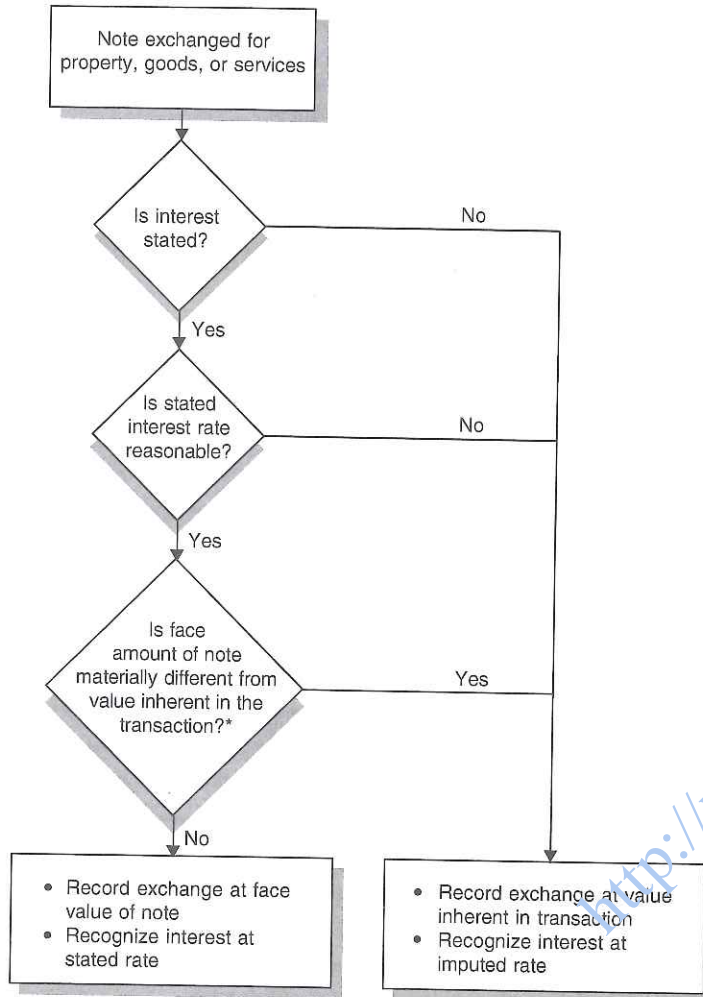 Note exchanged for
property, goods, or services
Is interest
stated?
No
Yes
Is stated
interest rate
reasonable?
No
Yes
Is face
amount of note
materially different from
value inherent in the
transaction?*
Yes
No
• Record exchange at face
value of note
• Recognize interest at
stated rate
• Record exchange at value
inherent in transaction
• Recognize interest at
imputed rate
http://